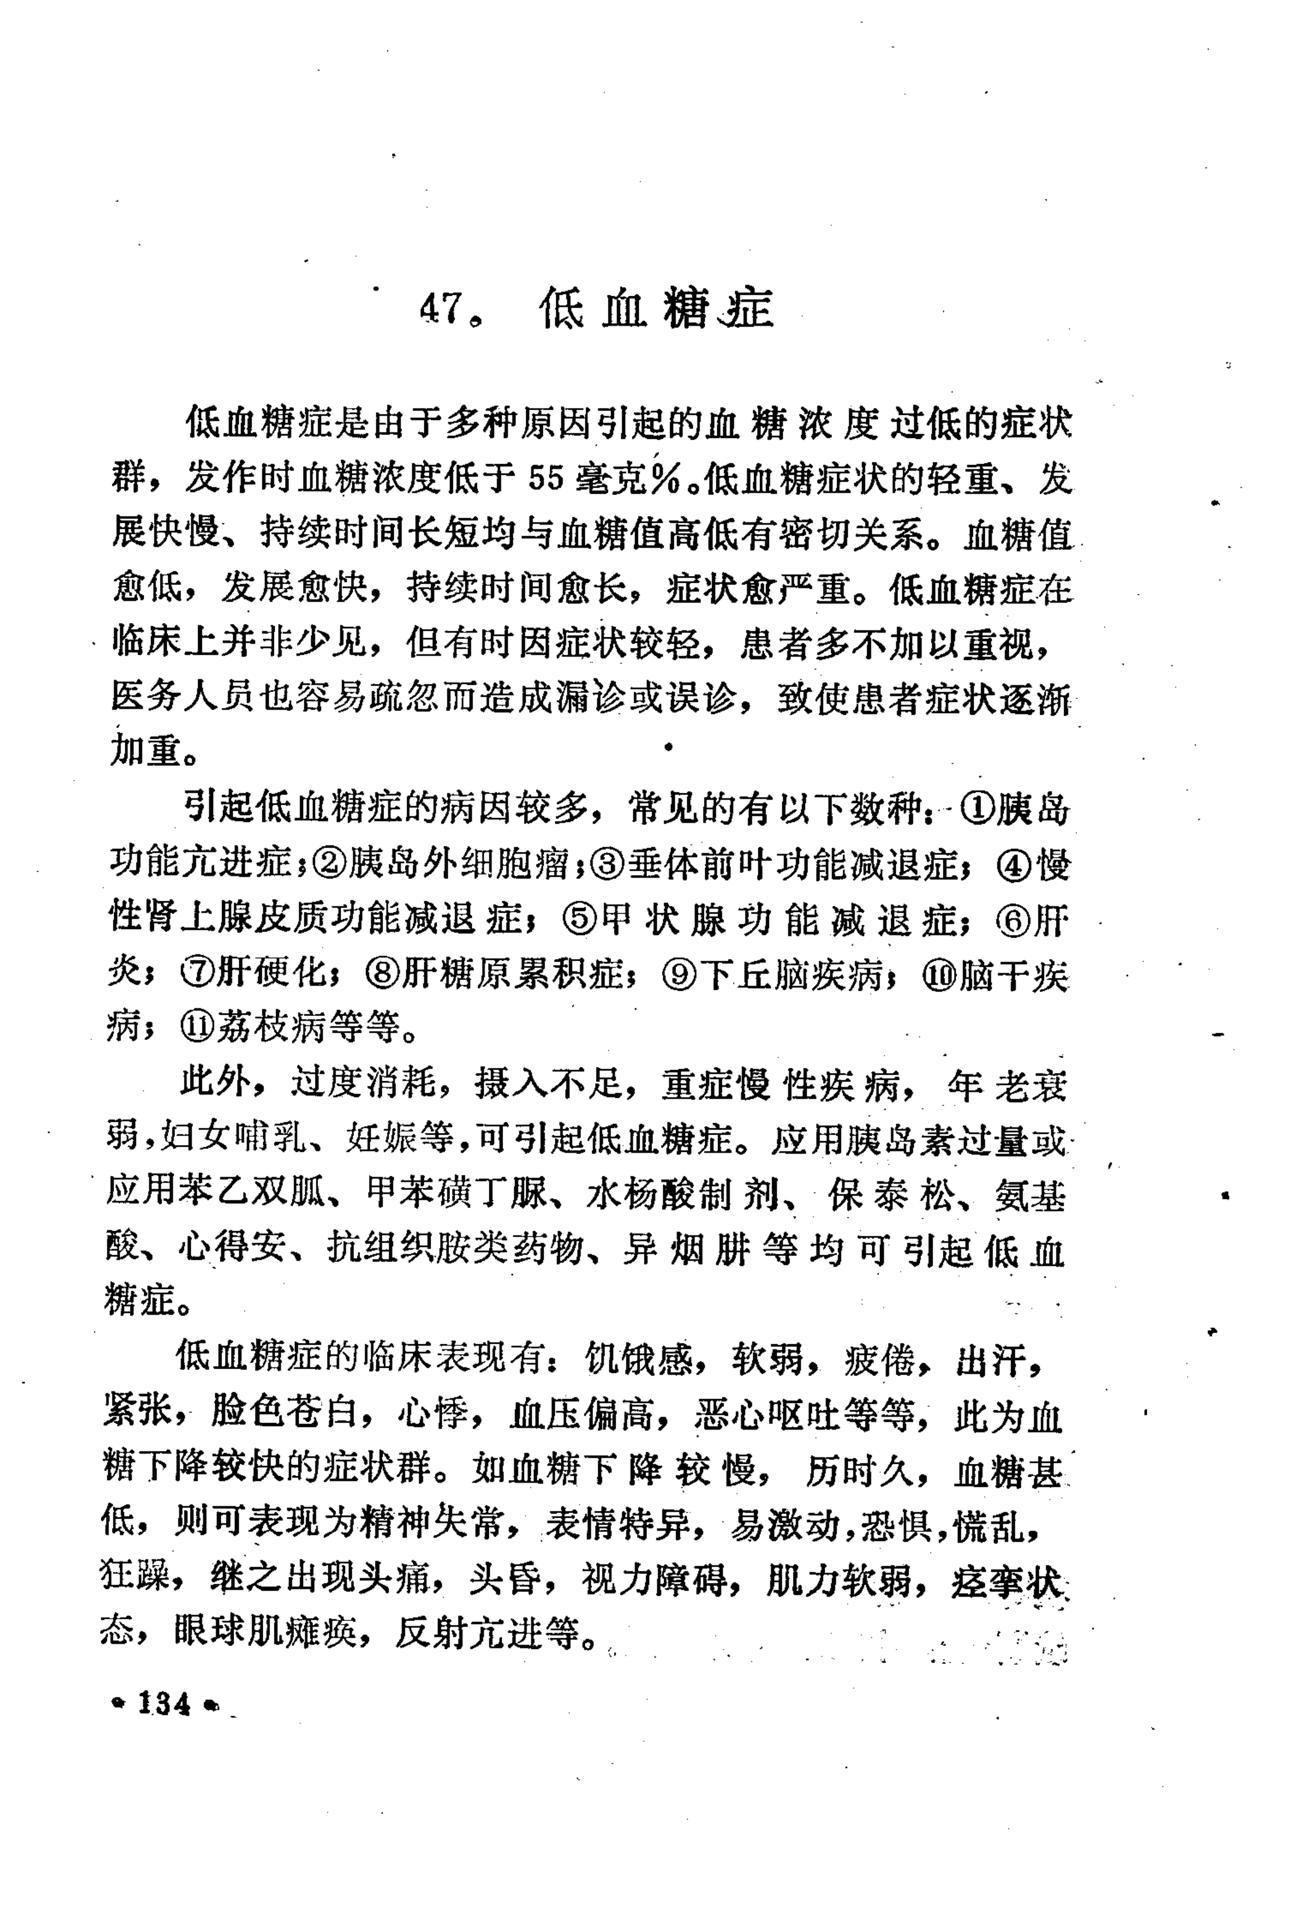 47。 低血糖症
低血糖症是由于多种原因引起的血糖浓度过低的症状
群，发作时血糖浓度低于 55 毫克％。低血糖症状的轻重、发
展快慢、持续时间长短均与血糖值高低有密切关系。血糖值
愈低，发展愈快，持续时间愈长，症状愈严重。低血糖症在
临床上并非少见，但有时因症状较轻，患者多不加以重视，
医务人员也容易疏忽而造成漏诊或误诊，致使患者症状逐渐
加重。
引起低血糖症的病因较多，常见的有以下数种：①胰岛
功能亢进症；②胰岛外细胞瘤；③垂体前叶功能减退症；④慢
性肾上腺皮质功能减退症；⑤甲状腺功能减退症；⑥肝
炎；⑦肝硬化；⑧肝糖原累积症；⑨下丘脑疾病；⑩脑干疾
病；⑪荔枝病等等。
此外，过度消耗，摄入不足，重症慢性疾病，年老衰
弱，妇女哺乳、妊娠等，可引起低血糖症。应用胰岛素过量或
应用苯乙双胍、甲苯磺丁脲、水杨酸制剂、保泰松、氨基
酸、心得安、抗组织胺类药物、异烟肼等均可引起低血
糖症。
低血糖症的临床表现有：饥饿感，软弱，疲倦，出汗，
紧张，脸色苍白，心悸，血压偏高，恶心呕吐等等，此为血
糖下降较快的症状群。如血糖下降较慢，历时久，血糖甚
低，则可表现为精神失常，表情特异，易激动，恐惧，慌乱，
狂躁，继之出现头痛，头昏，视力障碍，肌力软弱，痉挛状
态，眼球肌瘫痪，反射亢进等。
• 134 •